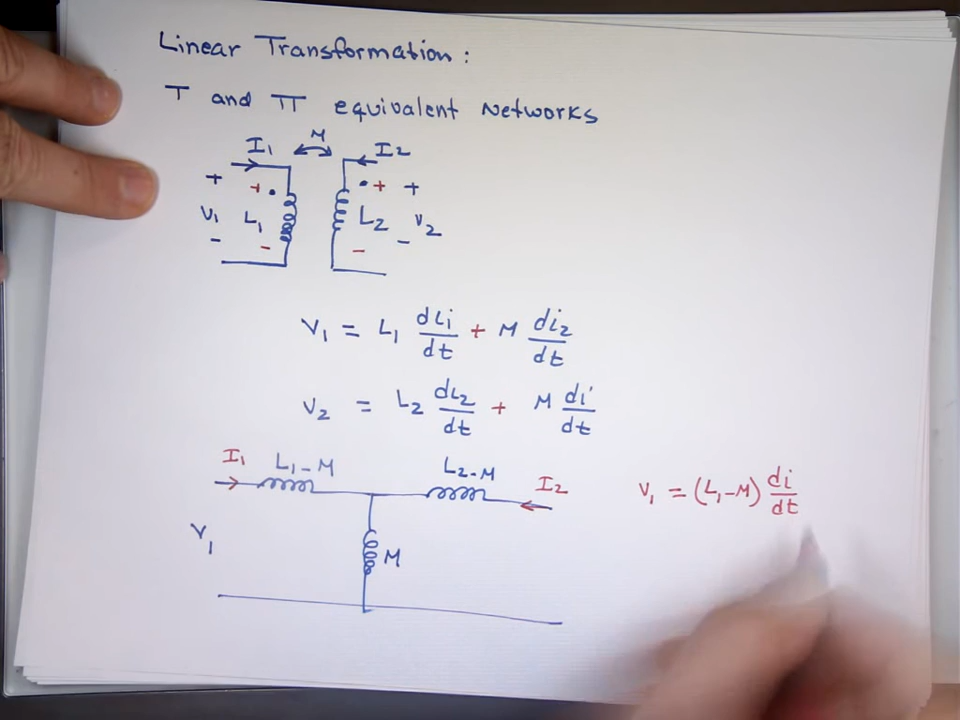 Linear Transformation:
T and π equivalent Networks
M
I1 I2
+ + • • + +
V1 L1 L2 V2
- - - -
V1 = L1 di1/dt + M di2/dt
V2 = L2 di2/dt + M di/dt
I1 L1-M L2-M I2
V1 = (L1-M) di/dt
V1 M